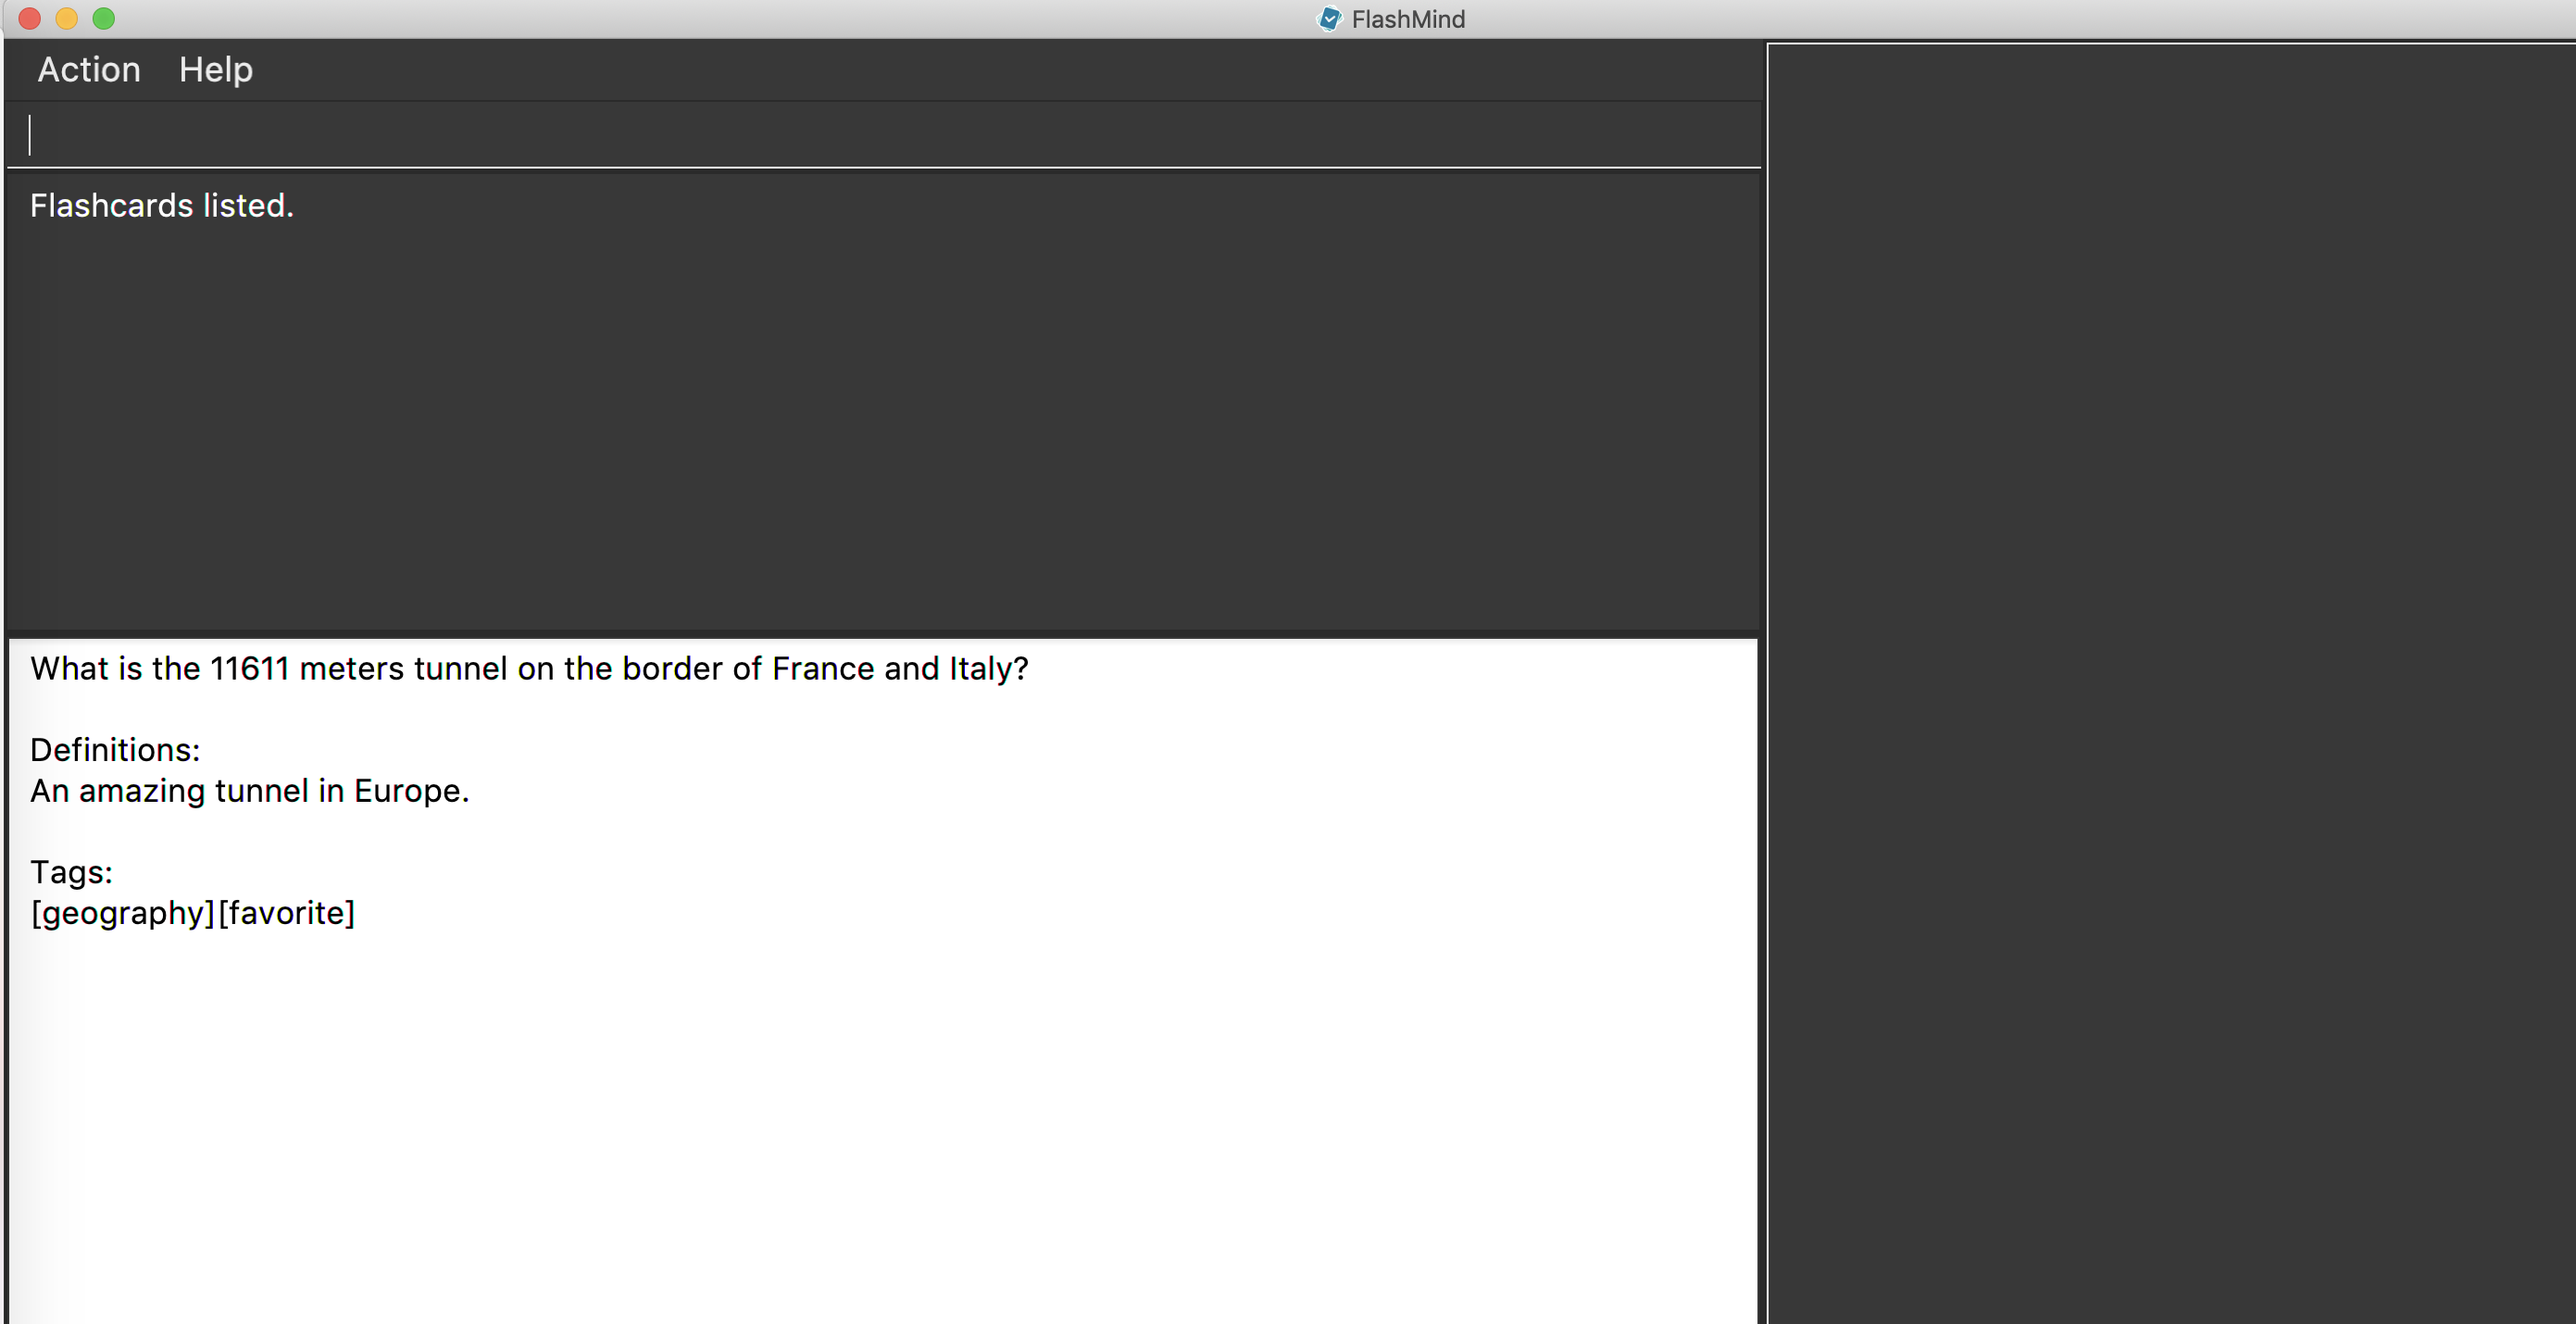 FlashMind
Action Help
Flashcards listed.
What is the 11611 meters tunnel on the border of France and Italy?
Definitions:
An amazing tunnel in Europe.
Tags:
[geography][favorite]